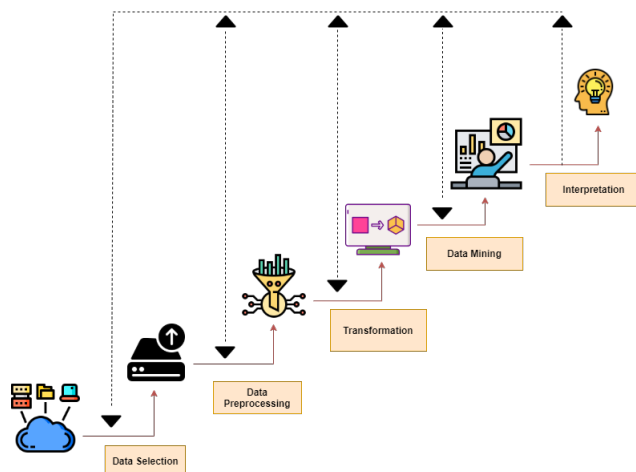 Interpretation
Data Mining
Transformation
Data
Preprocessing
Data Selection